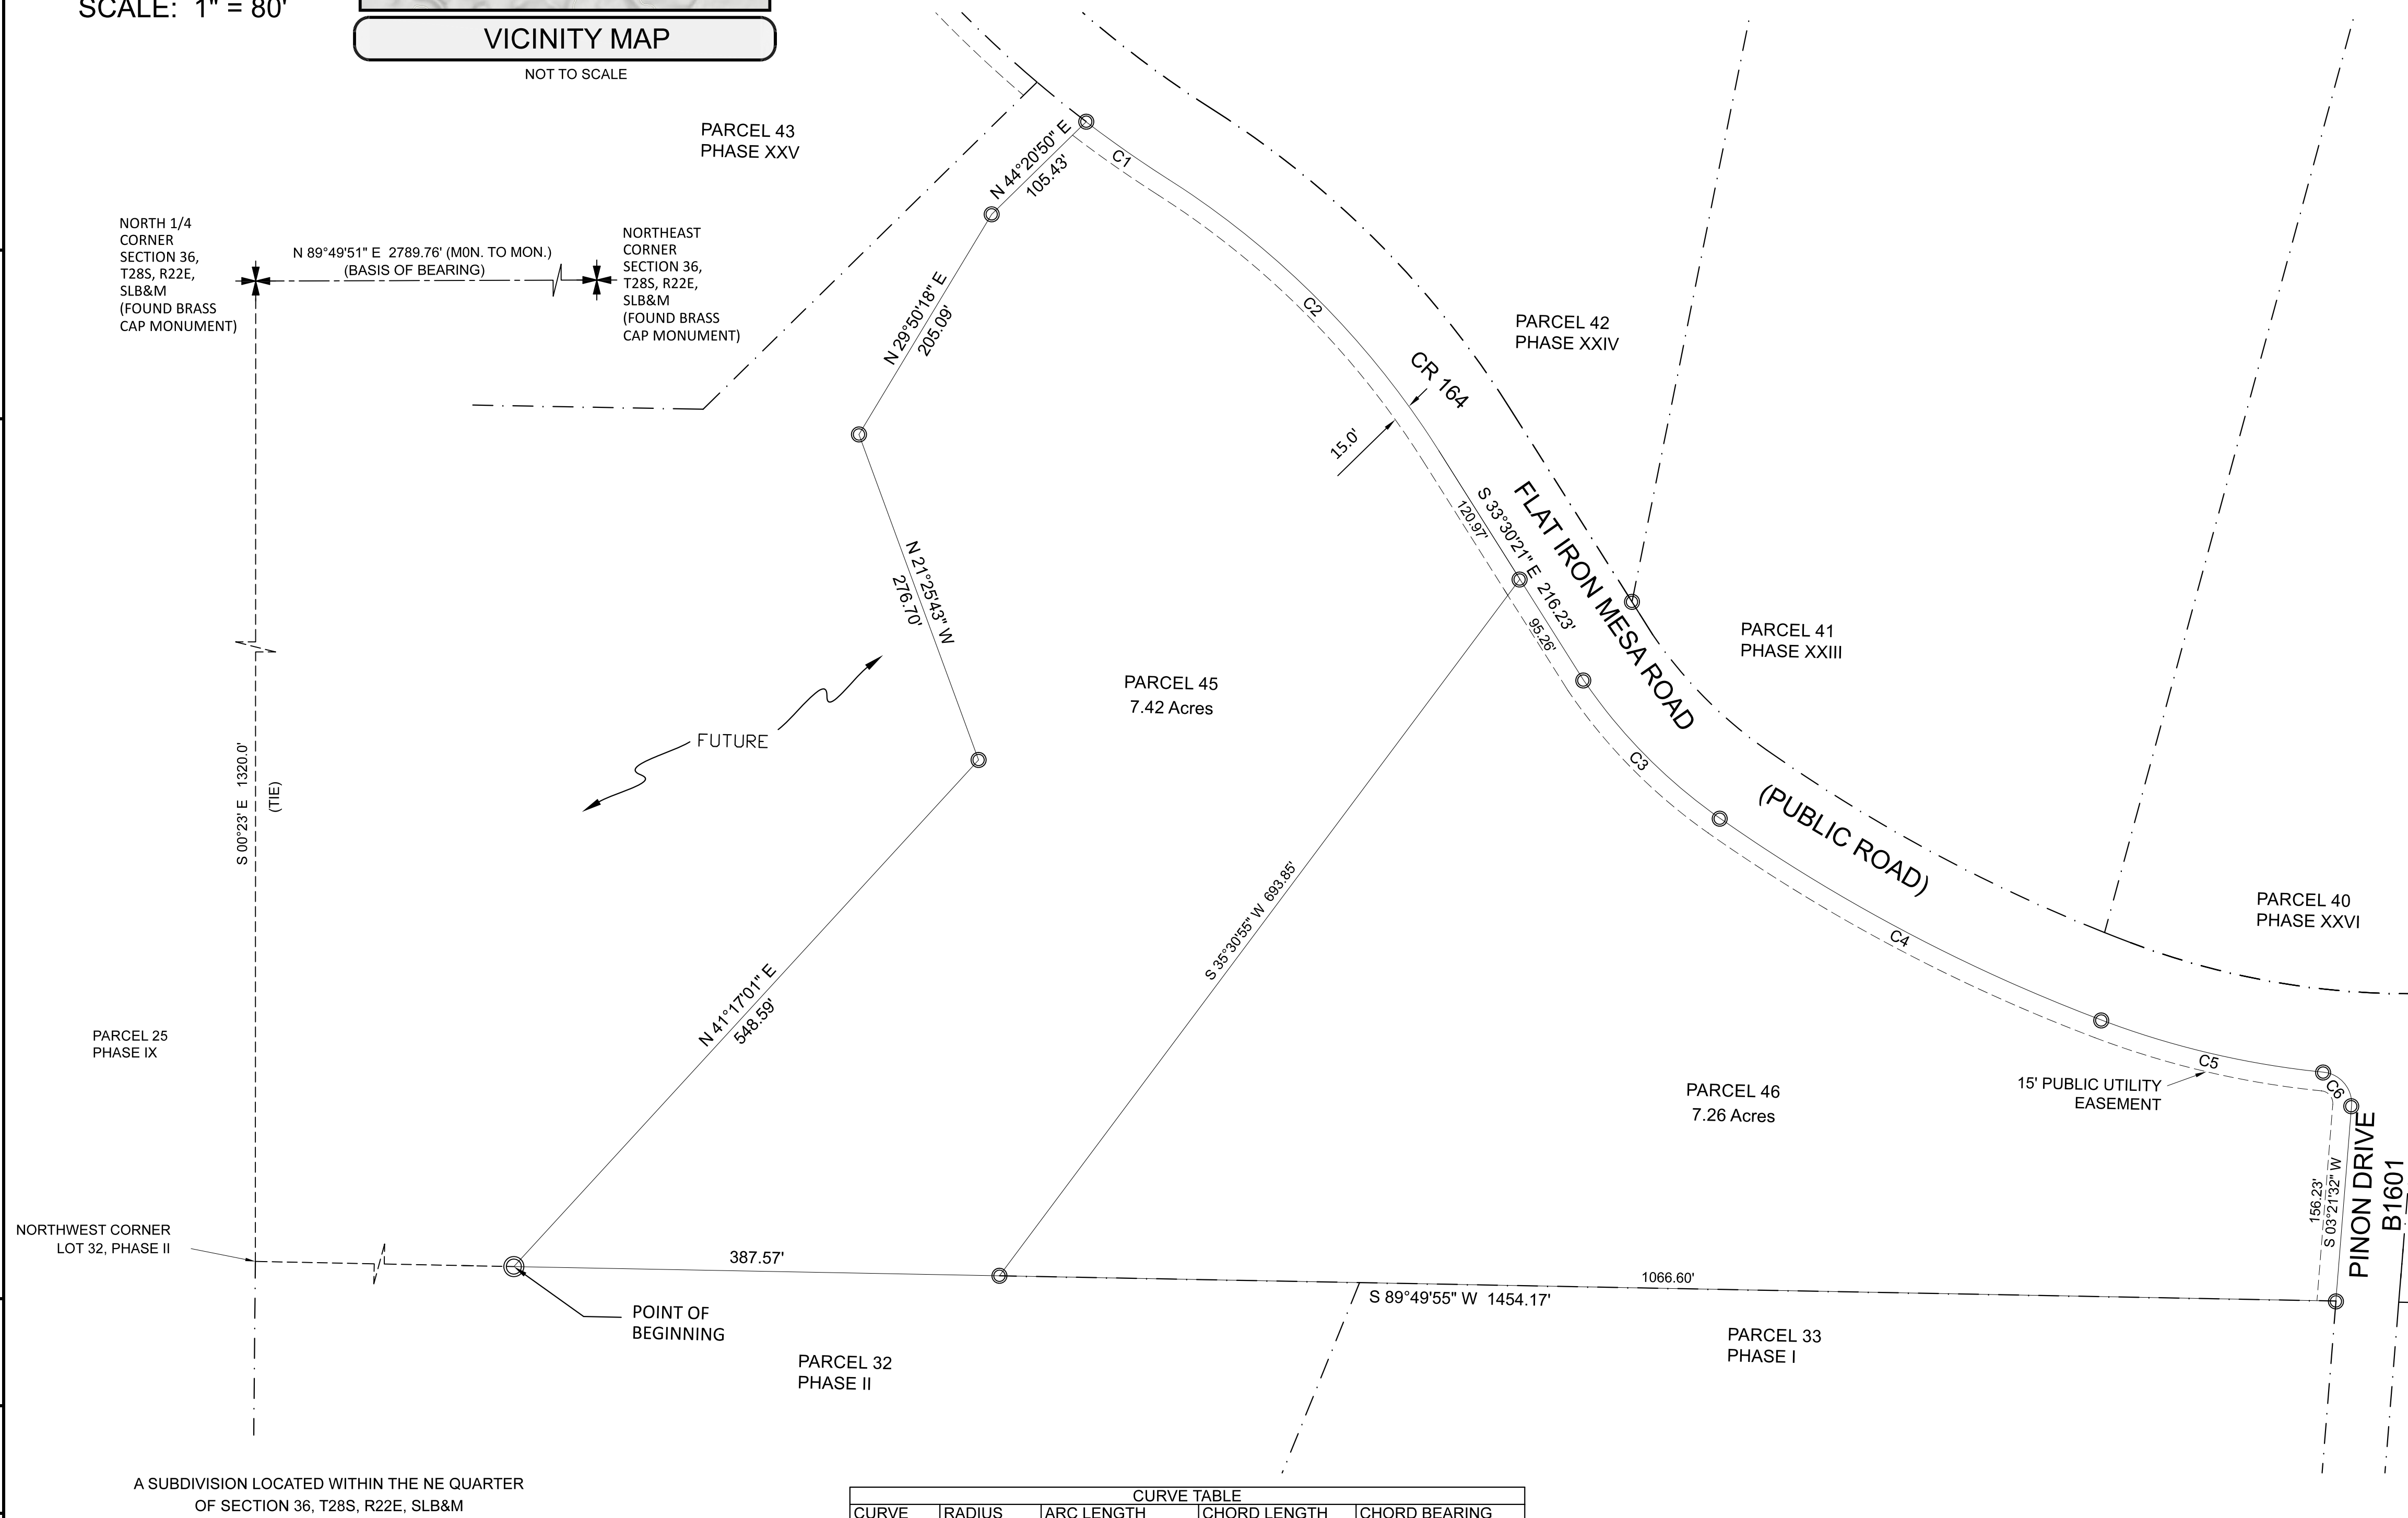 SCALE: 1" = 80'
VICINITY MAP
NOT TO SCALE
PARCEL 43
PHASE XXV
N 44°20'50" E
105.43'
C1
NORTH 1/4
CORNER
SECTION 36,
T28S, R22E,
SLB&M
(FOUND BRASS
CAP MONUMENT)
N 89°49'51" E 2789.76' (M0N. TO MON.)
(BASIS OF BEARING)
NORTHEAST
CORNER
SECTION 36,
T28S, R22E,
SLB&M
(FOUND BRASS
CAP MONUMENT)
N 29°50'18" E
205.09'
C2
PARCEL 42
PHASE XXIV
CR 164
15.0'
N 21°25'43" W
276.70'
S 33°30'21" E 216.23'
120.97'
95.26'
FLAT IRON MESA ROAD
(PUBLIC ROAD)
PARCEL 41
PHASE XXIII
PARCEL 45
7.42 Acres
FUTURE
C3
S 00°23' E 1320.0'
(TIE)
S 35°30'55" W 693.85'
N 41°17'01" E
548.59'
C4
PARCEL 40
PHASE XXVI
PARCEL 25
PHASE IX
C5
15' PUBLIC UTILITY
EASEMENT
C6
PARCEL 46
7.26 Acres
156.23'
S 03°21'32" W
PINON DRIVE
B1601
NORTHWEST CORNER
LOT 32, PHASE II
387.57'
1066.60'
S 89°49'55" W 1454.17'
POINT OF
BEGINNING
PARCEL 33
PHASE I
PARCEL 32
PHASE II
A SUBDIVISION LOCATED WITHIN THE NE QUARTER
OF SECTION 36, T28S, R22E, SLB&M
CURVE TABLE
CURVE RADIUS ARC LENGTH CHORD LENGTH CHORD BEARING